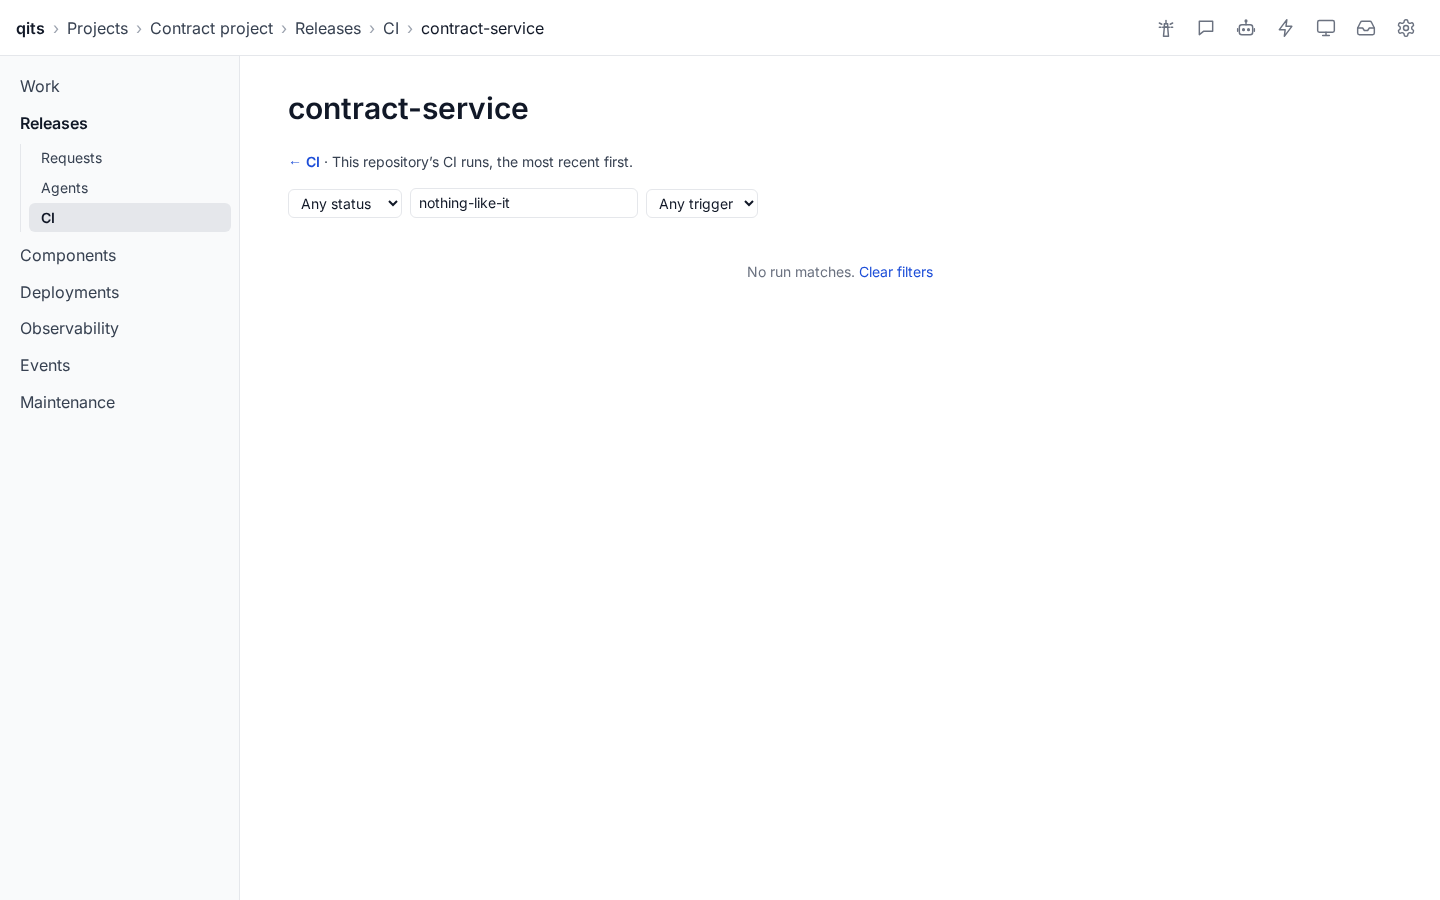 qits › Projects › Contract project › Releases › CI › contract-service
Work
Releases
Requests
Agents
CI
Components
Deployments
Observability
Events
Maintenance
contract-service
← CI · This repository’s CI runs, the most recent first.
Any status nothing-like-it Any trigger
No run matches. Clear filters